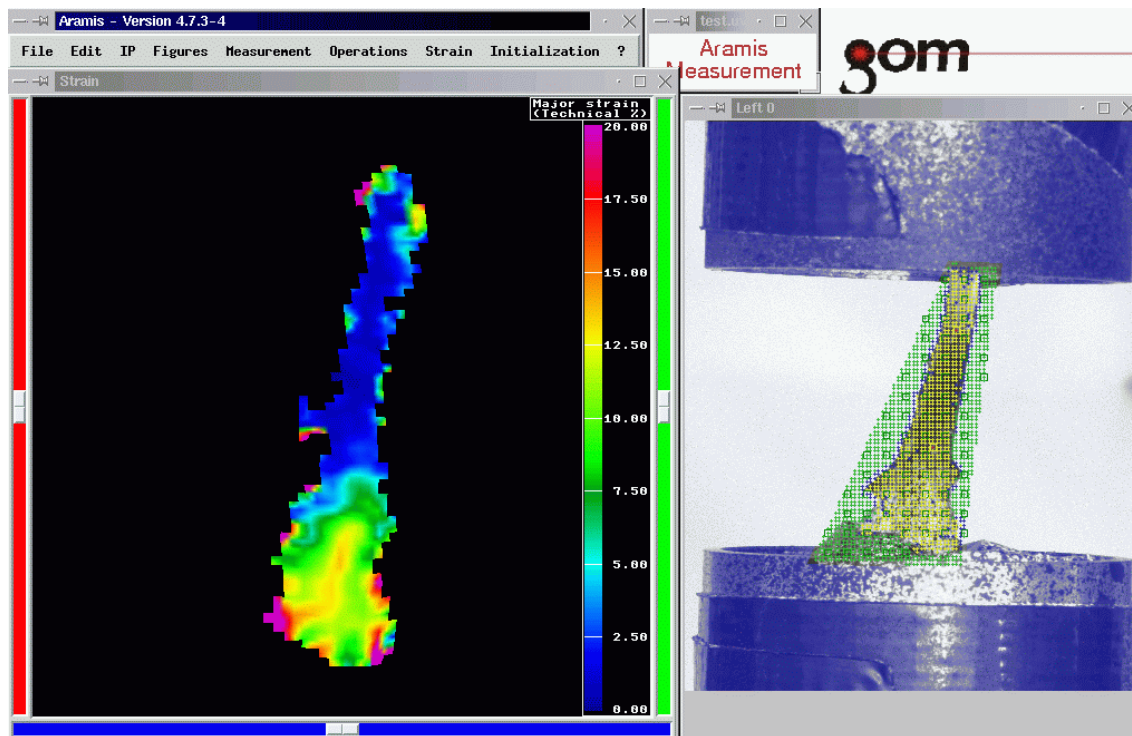 Aramis - Version 4.7.3-4
File Edit IP Figures Measurement Operations Strain Initialization ?
Strain
Major strain
(Technical %)
20.00
17.50
15.00
12.50
10.00
7.50
5.00
2.50
0.00
Aramis
Measurement
gom
Left 0